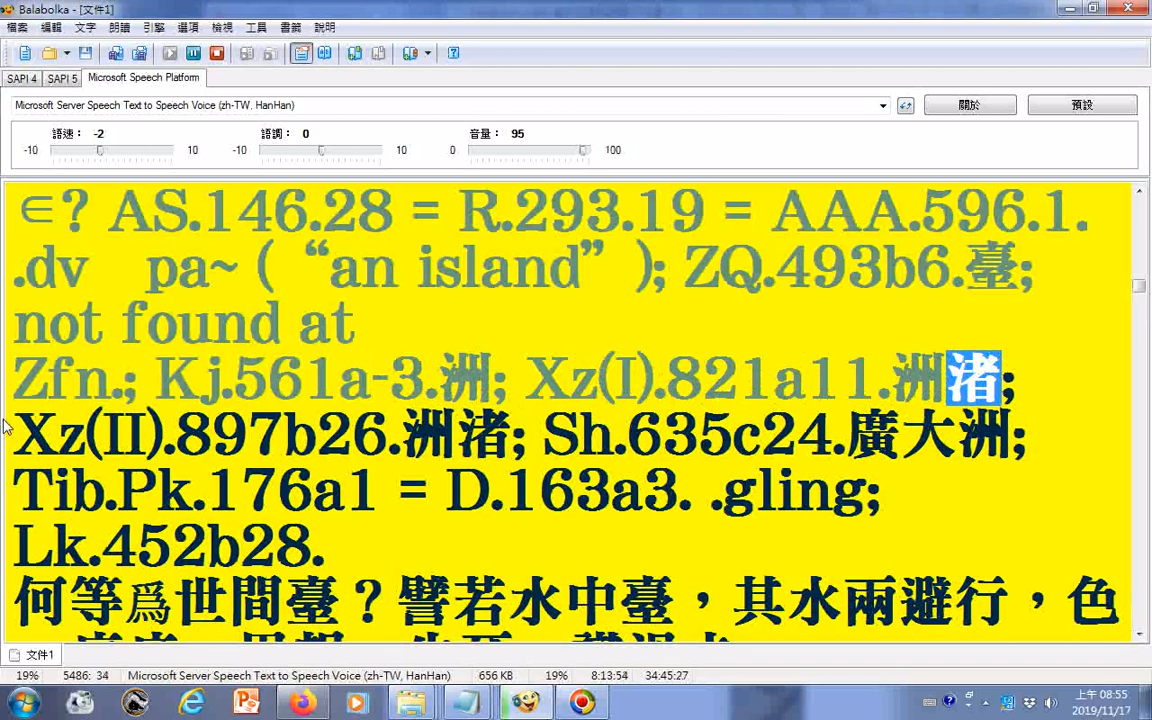 Balabolka - [文件1]
檔案 編輯 文字 朗讀 引擎 選項 檢視 工具 書籤 說明
SAPI 4 SAPI 5 Microsoft Speech Platform
Microsoft Server Speech Text to Speech Voice (zh-TW, HanHan) 關於 預設
語速： -2 語調： 0 音量： 95
-10 10 -10 10 0 100
∈? AS.146.28 = R.293.19 = AAA.596.1.
.dv pa~ (“an island”); ZQ.493b6.臺;
not found at
Zfn.; Kj.561a-3.洲; Xz(I).821a11.洲渚;
Xz(II).897b26.洲渚; Sh.635c24.廣大洲;
Tib.Pk.176a1 = D.163a3. .gling;
Lk.452b28.
何等爲世間臺？譬若水中臺，其水兩避行，色
文件1
19% 5486: 34 Microsoft Server Speech Text to Speech Voice (zh-TW, HanHan) 656 KB 19% 8:13:54 34:45:27
上午 08:55
2019/11/17